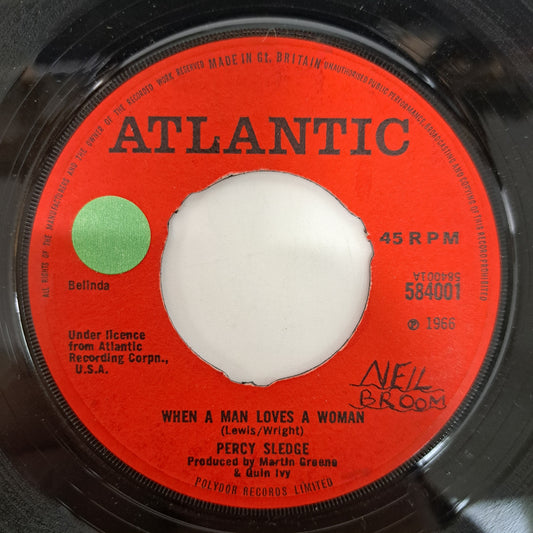 ALL RIGHTS OF THE MANUFACTURERS AND THE OWNER OF THE RECORDED WORK RESERVED MADE IN Gt. BRITAIN UNAUTHORISED PUBLIC PERFORMANCE, BROADCASTING AND COPYING OF THIS RECORD PROHIBITED
ATLANTIC
45 RPM
Belinda
584001A
584001
℗ 1966
Under licence
from Atlantic
Recording Corpn.,
U.S.A.
NEIL
BROOM
WHEN A MAN LOVES A WOMAN
(Lewis/Wright)
PERCY SLEDGE
Produced by Martin Greene
& Quin Ivy
POLYDOR RECORDS LIMITED